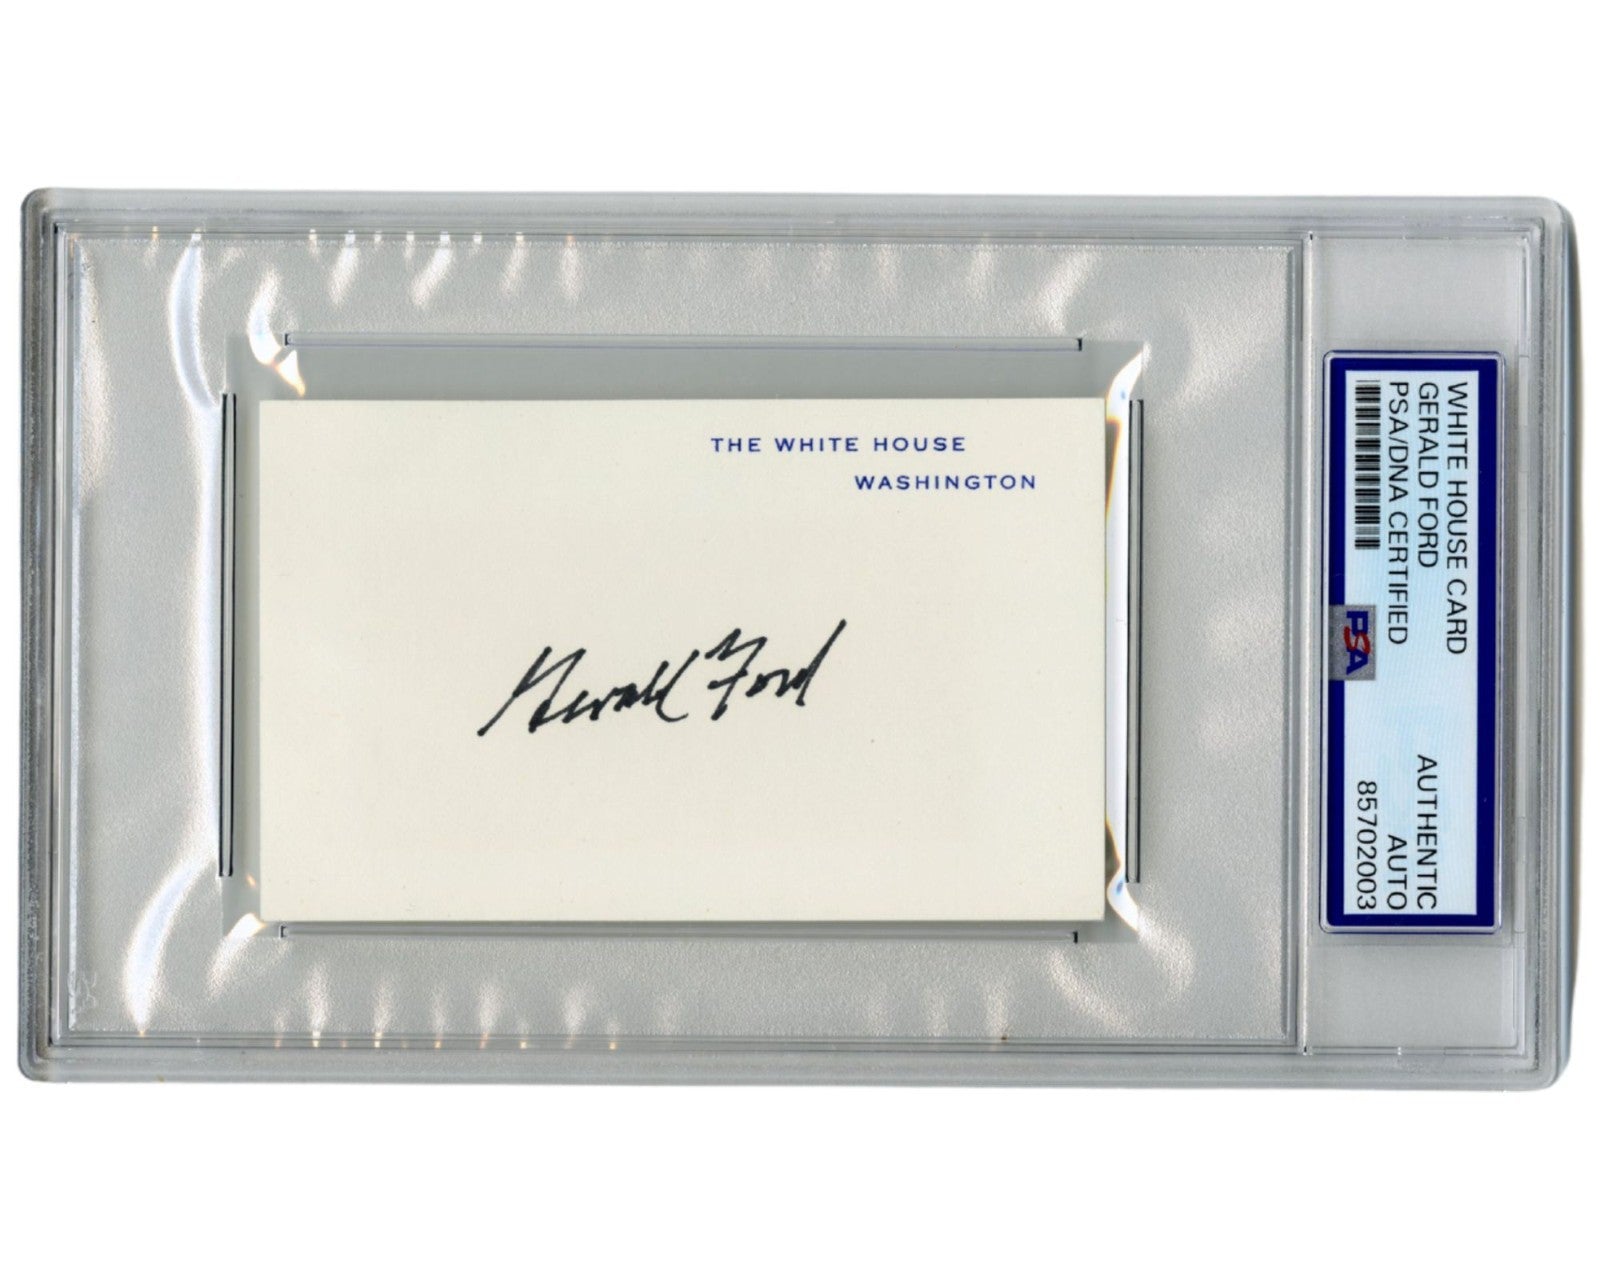 THE WHITE HOUSE
WASHINGTON
Gerald Ford
WHITE HOUSE CARD
GERALD FORD
PSA/DNA CERTIFIED
AUTHENTIC
AUTO
85702003
PSA